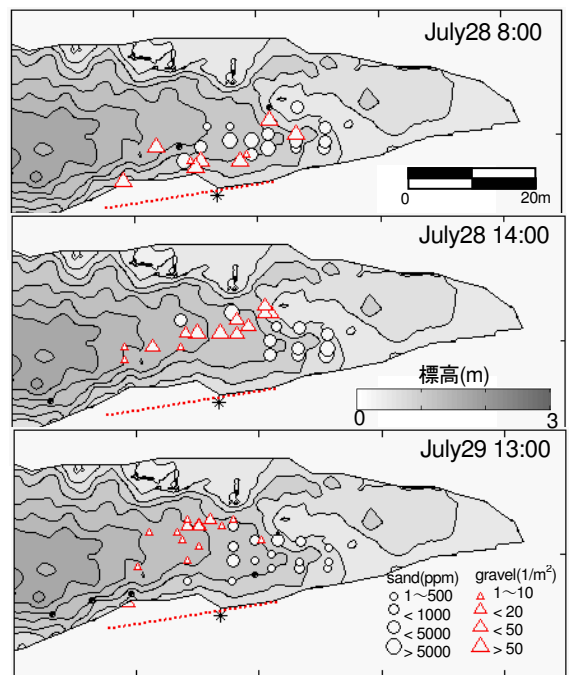 July28 8:00
0 20m
July28 14:00
標高(m)
0 3
July29 13:00
sand(ppm) gravel(1/m²)
1～500 1～10
<1000 <20
<5000 <50
>5000 >50